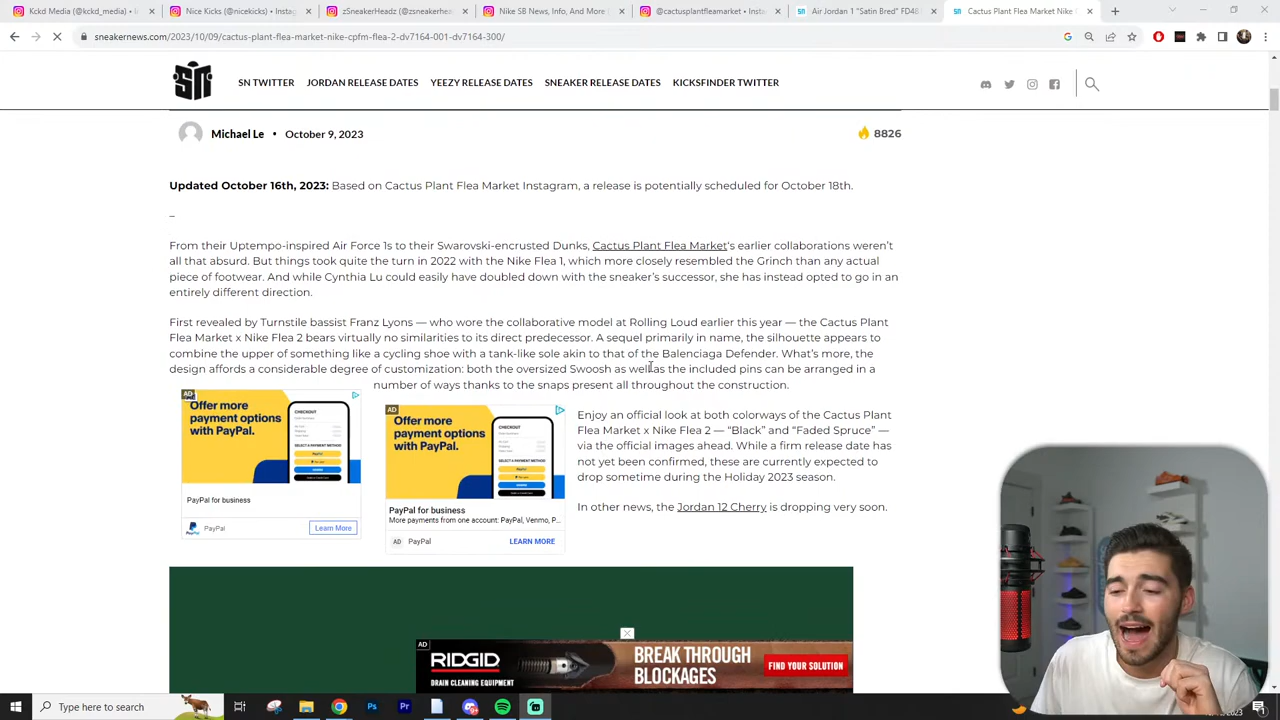 Kckd Media (@kckd_media) • In
Nice Kicks (@nicekicks) • Instag
zSneakerHeadz (@zsneakerhea
Nike SB News, Info, And More |
@cactusplantfleamarket • Insta
Air Jordan 1 "Satin Bred" FD48
Cactus Plant Flea Market Nike
sneakernews.com/2023/10/09/cactus-plant-flea-market-nike-cpfm-flea-2-dv7164-001-dv7164-300/
SN TWITTER
JORDAN RELEASE DATES
YEEZY RELEASE DATES
SNEAKER RELEASE DATES
KICKSFINDER TWITTER
Michael Le • October 9, 2023
8826
Updated October 16th, 2023: Based on Cactus Plant Flea Market Instagram, a release is potentially scheduled for October 18th.
–
From their Uptempo-inspired Air Force 1s to their Swarovski-encrusted Dunks, Cactus Plant Flea Market's earlier collaborations weren't
all that absurd. But things took quite the turn in 2022 with the Nike Flea 1, which more closely resembled the Grinch than any actual
piece of footwear. And while Cynthia Lu could easily have doubled down with the sneaker's successor, she has instead opted to go in an
entirely different direction.
First revealed by Turnstile bassist Franz Lyons — who wore the collaborative model at Rolling Loud earlier this year — the Cactus Plant
Flea Market x Nike Flea 2 bears virtually no similarities to its direct predecessor. A sequel primarily in name, the silhouette appears to
combine the upper of something like a cycling shoe with a tank-like sole akin to that of the Balenciaga Defender. What's more, the
design affords a considerable degree of customization: both the oversized Swoosh as well as the included pins can be arranged in a
number of ways thanks to the snaps present all throughout the construction.
AD
Offer more
payment options
with PayPal.
CHECKOUT
PayPal for business
PayPal
Learn More
AD
Offer more
payment options
with PayPal.
CHECKOUT
PayPal for business
More payments from one account: PayPal, Venmo, P...
AD
PayPal
LEARN MORE
Enjoy an official look at both colorways of the Cactus Plant
Flea Market x Nike Flea 2 — "Black" and "Faded Spruce" —
via the official images ahead. While a firm release date has
not yet been confirmed, these are currently expected to
drop sometime during the Holiday 2023 season.
In other news, the Jordan 12 Cherry is dropping very soon.
AD
RIDGID
DRAIN CLEANING EQUIPMENT
BREAK THROUGH
BLOCKAGES
FIND YOUR SOLUTION
Type here to search